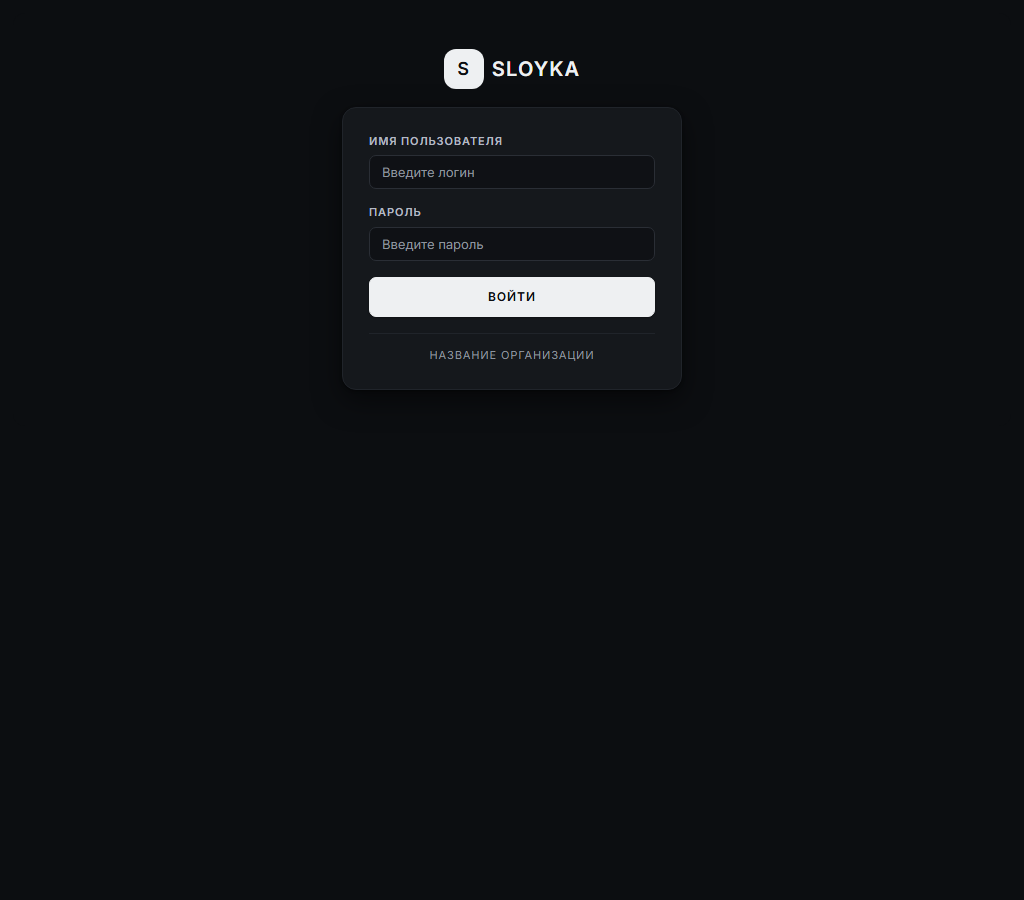 S SLOYKA
ИМЯ ПОЛЬЗОВАТЕЛЯ
Введите логин
ПАРОЛЬ
Введите пароль
ВОЙТИ
НАЗВАНИЕ ОРГАНИЗАЦИИ